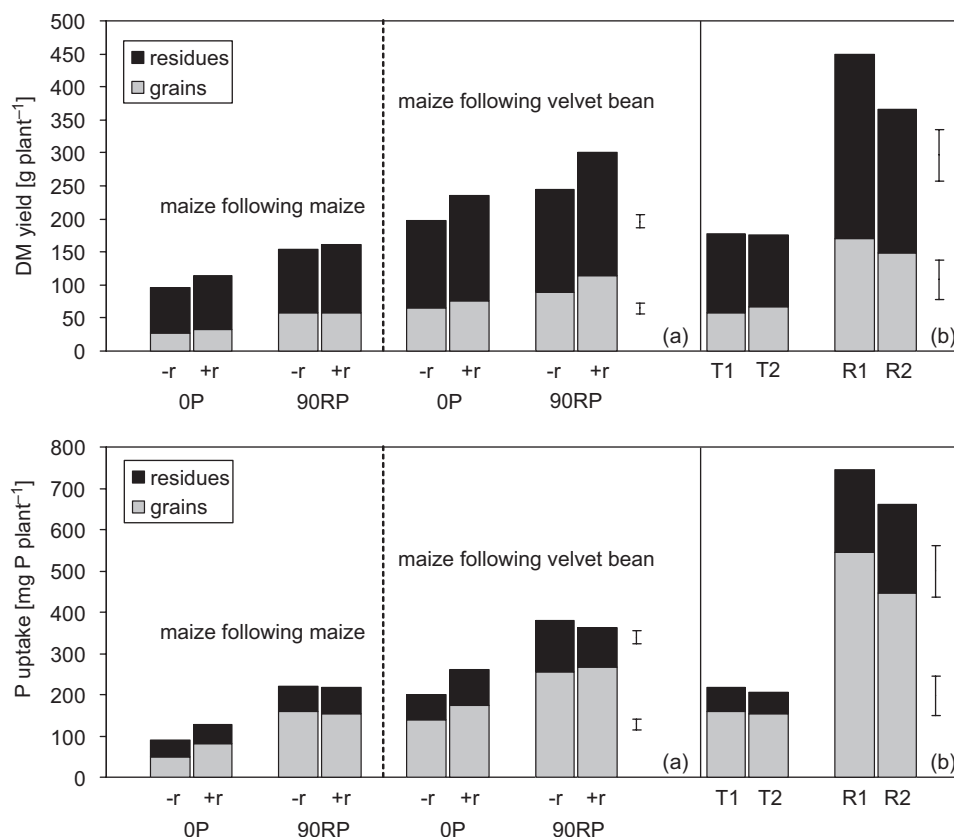 500
450
400
350
300
250
200
150
100
50
0
DM yield [g plant⁻¹]
residues
grains
maize following maize
maize following velvet bean
(a)
(b)
-r +r -r +r -r +r -r +r T1 T2 R1 R2
0P 90RP 0P 90RP
800
700
600
500
400
300
200
100
0
P uptake [mg P plant⁻¹]
residues
grains
maize following maize
maize following velvet bean
(a)
(b)
-r +r -r +r -r +r -r +r T1 T2 R1 R2
0P 90RP 0P 90RP